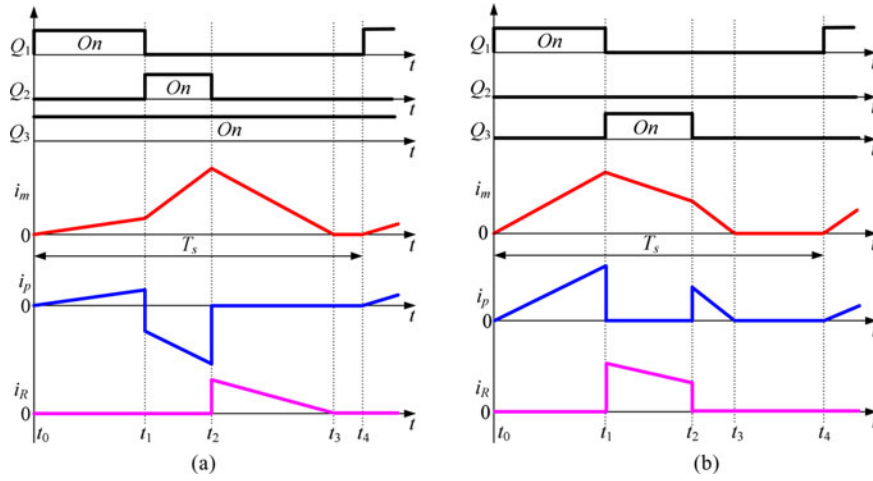 Q1 On t
Q2 On t
Q3 On t
im
0 t
Ts
ip
0 t
iR
0 t
t0 t1 t2 t3 t4
(a)
Q1 On t
Q2 t
Q3 On t
im
0 t
Ts
ip
0 t
iR
0 t
t0 t1 t2 t3 t4
(b)